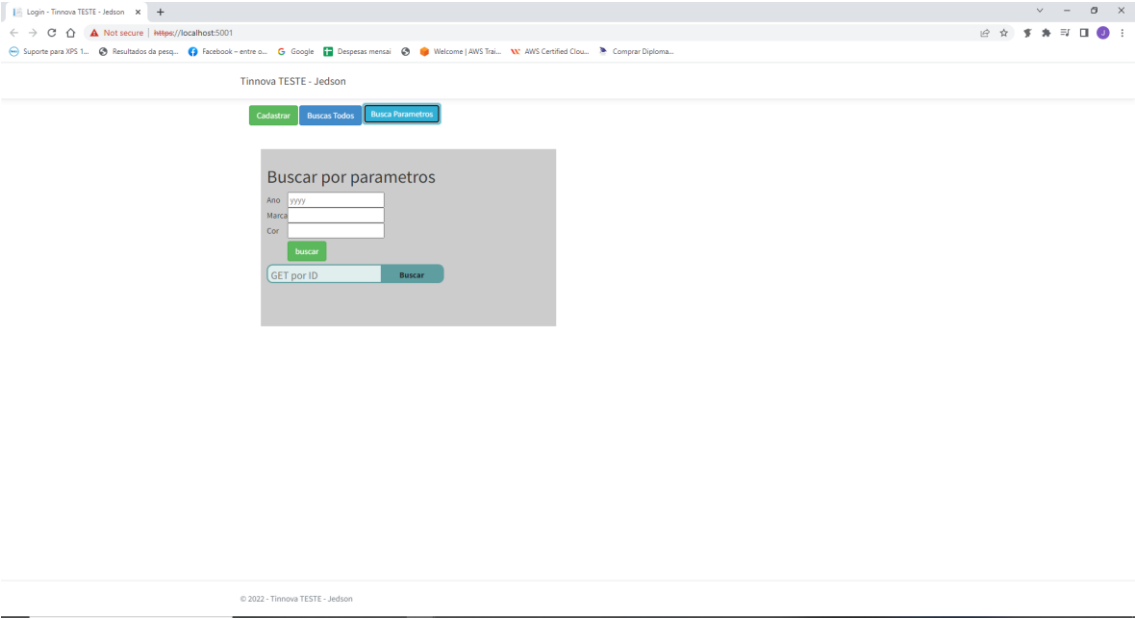 Login - Tinnova TESTE - Jedson
Not secure | https://localhost:5001
Suporte para XPS 1... Resultados da pesq... Facebook – entre o... Google Despesas mensai Welcome | AWS Trai... AWS Certified Clou... Comprar Diploma...
Tinnova TESTE - Jedson
Cadastrar Buscas Todos Busca Parametros
Buscar por parametros
Ano yyyy
Marca
Cor
buscar
GET por ID Buscar
© 2022 - Tinnova TESTE - Jedson